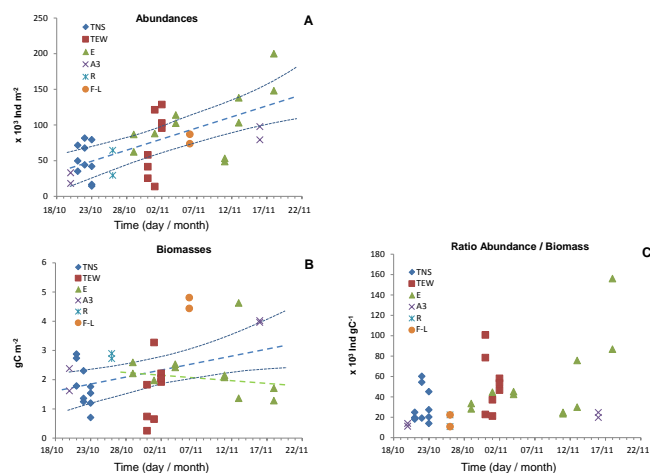 Abundances
A
TNS
TEW
E
A3
R
F-L
x 10³ Ind m⁻²
250
200
150
100
50
0
18/10 23/10 28/10 02/11 07/11 12/11 17/11 22/11
Time (day / month)
Biomasses
B
TNS
TEW
E
A3
R
F-L
gC m⁻²
6
5
4
3
2
1
0
18/10 23/10 28/10 02/11 07/11 12/11 17/11 22/11
Time (day / month)
Ratio Abundance / Biomass
C
TNS
TEW
E
A3
R
F-L
x 10³ Ind gC⁻¹
180
160
140
120
100
80
60
40
20
0
18/10 23/10 28/10 02/11 07/11 12/11 17/11 22/11
Time (day / month)